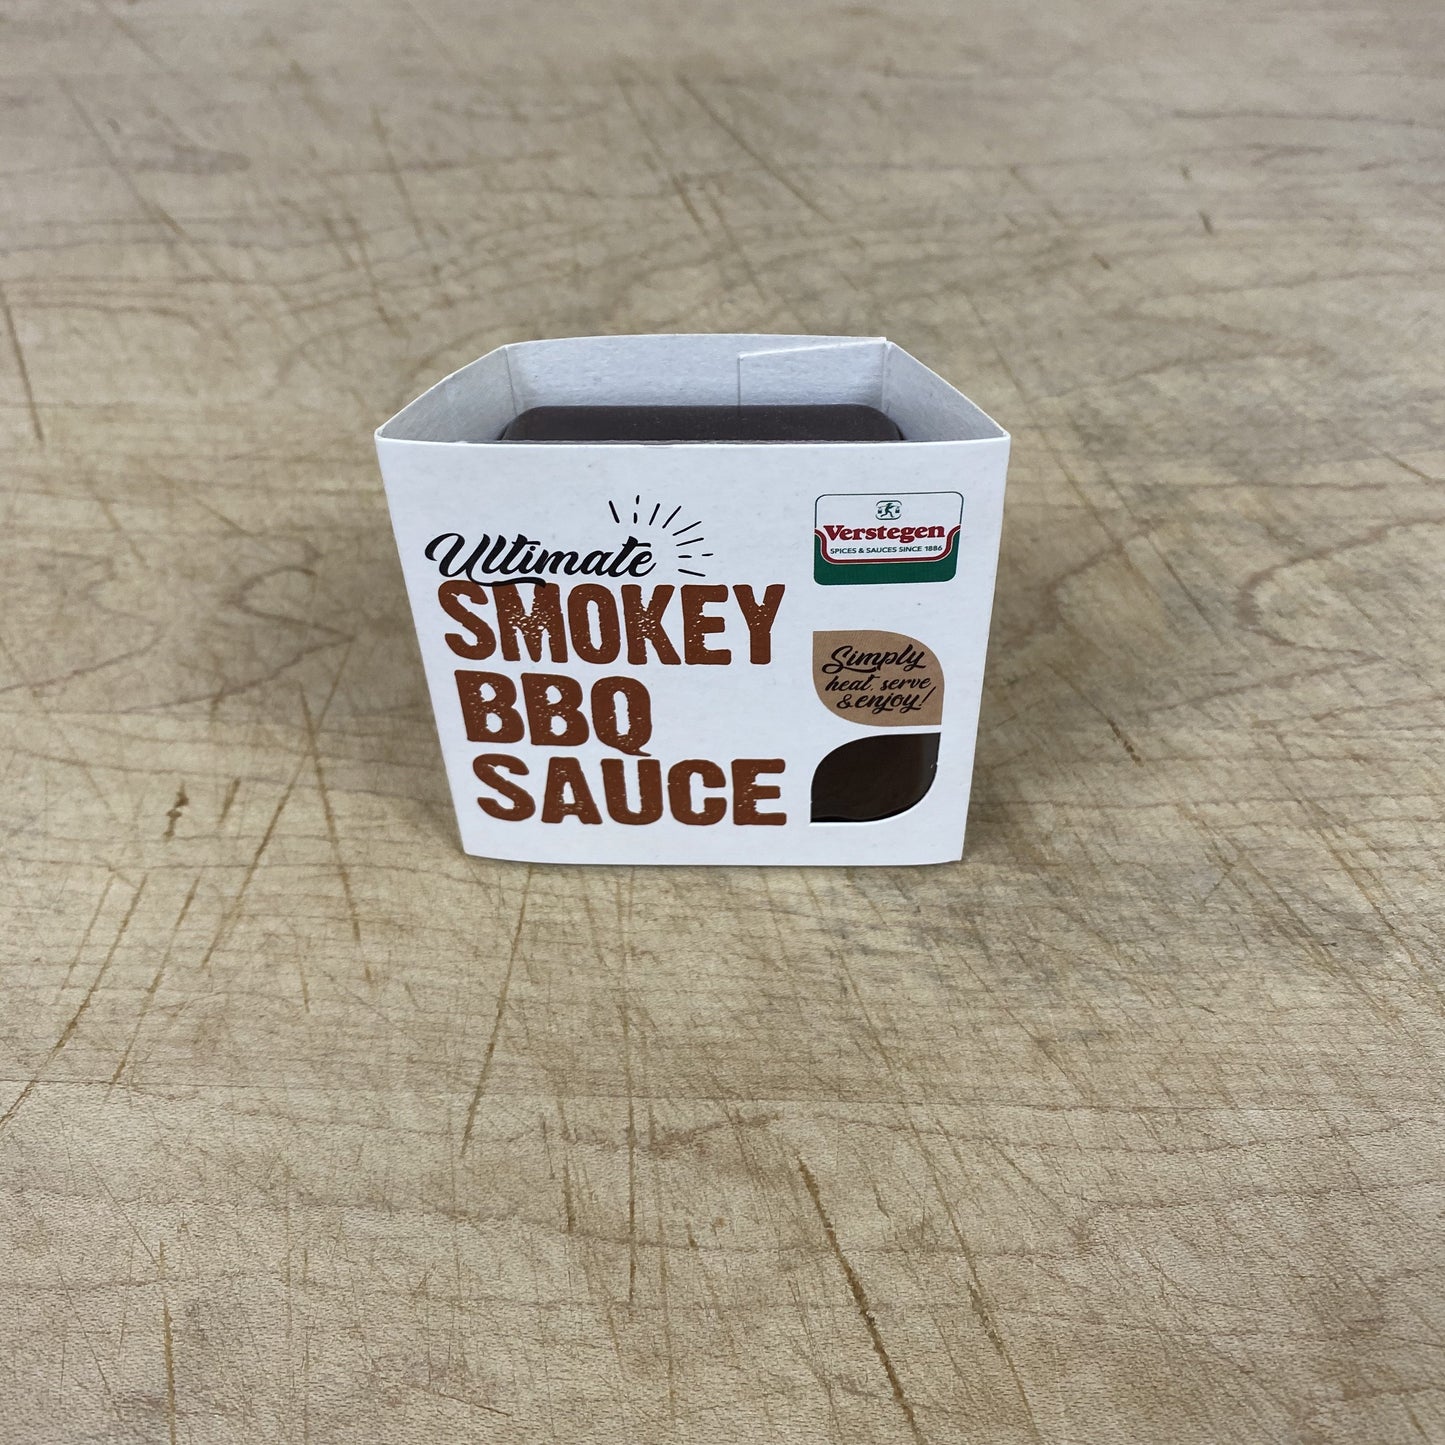 Ultimate
SMOKEY
BBQ
SAUCE
Verstegen
SPICES & SAUCES SINCE 1886
Simply
heat, serve
& enjoy!